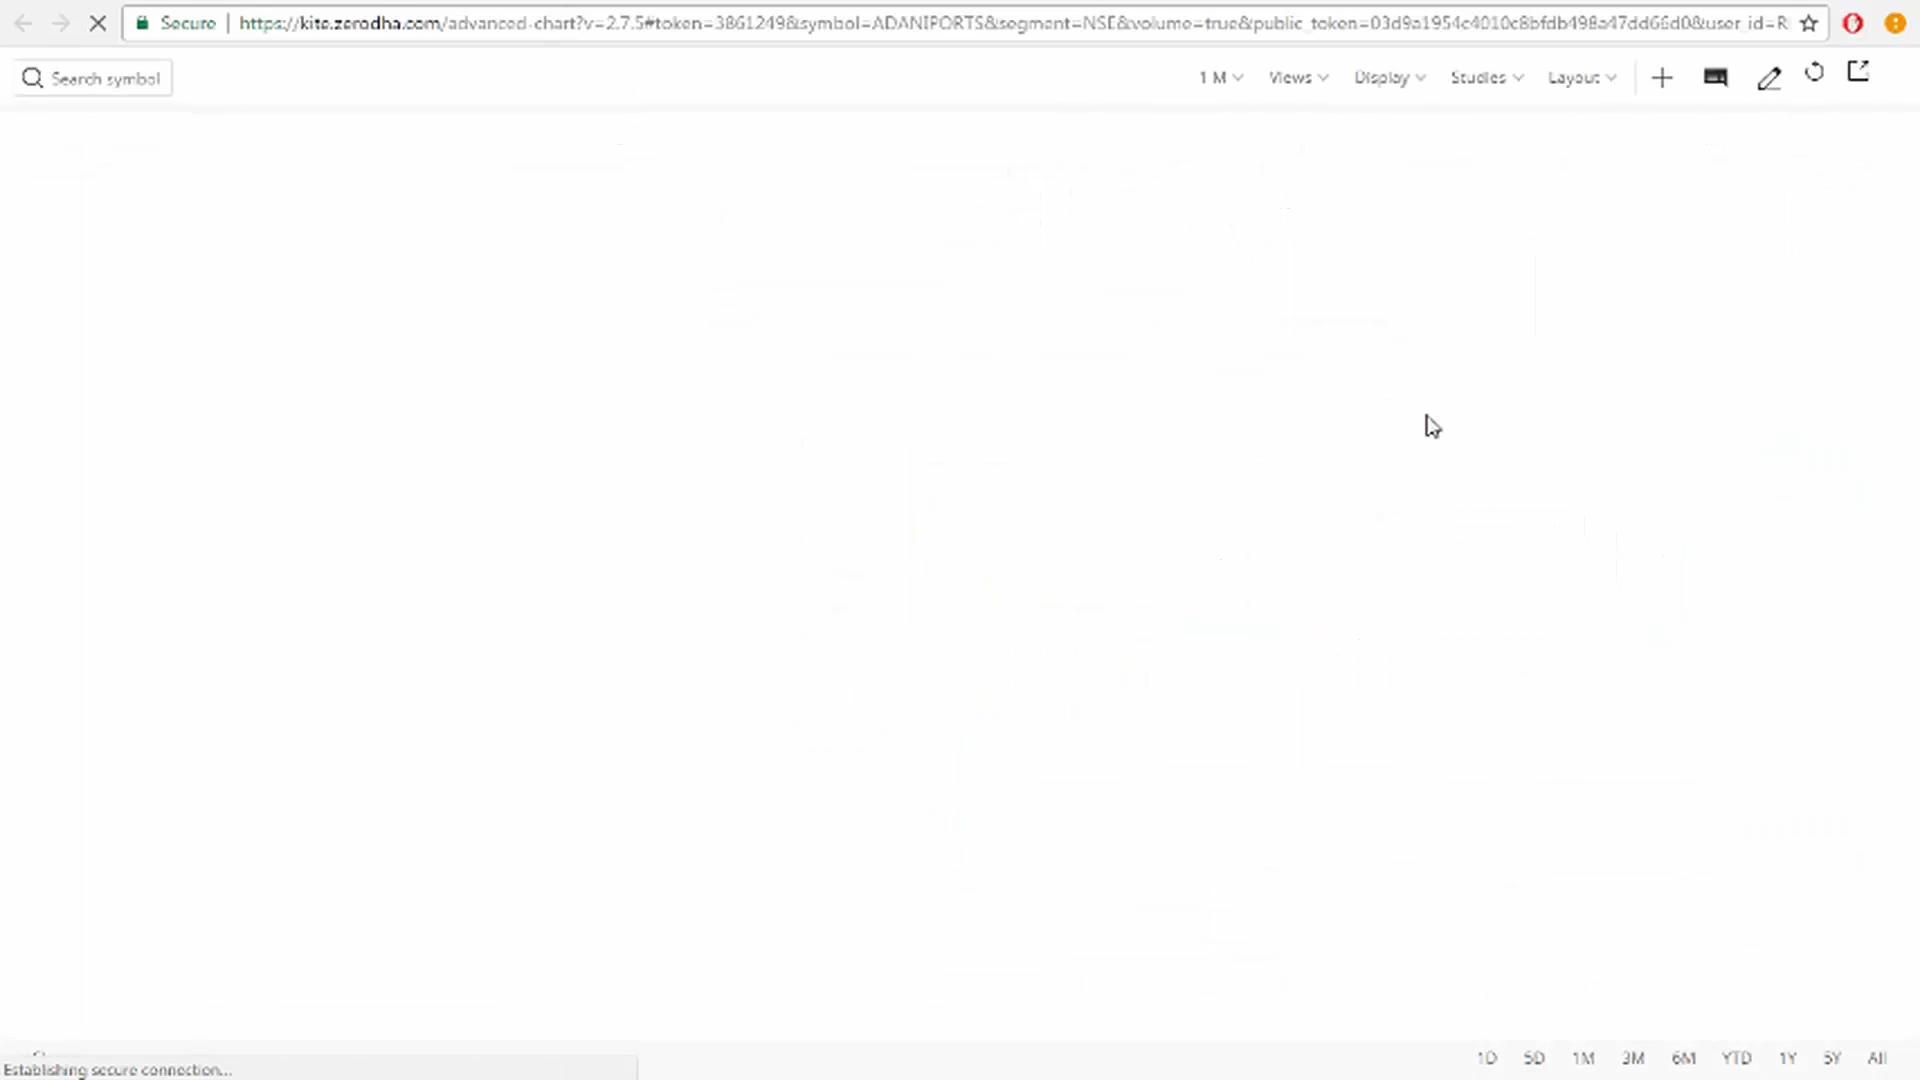 Secure | https://kite.zerodha.com/advanced-chart?v=2.7.5#token=3861249&symbol=ADANIPORTS&segment=NSE&volume=true&public_token=03d9a1954c4010c8bfdb498a47dd66d0&user_id=R
Search symbol 1 M Views Display Studies Layout
1D 5D 1M 3M 6M YTD 1Y 5Y All
Establishing secure connection...